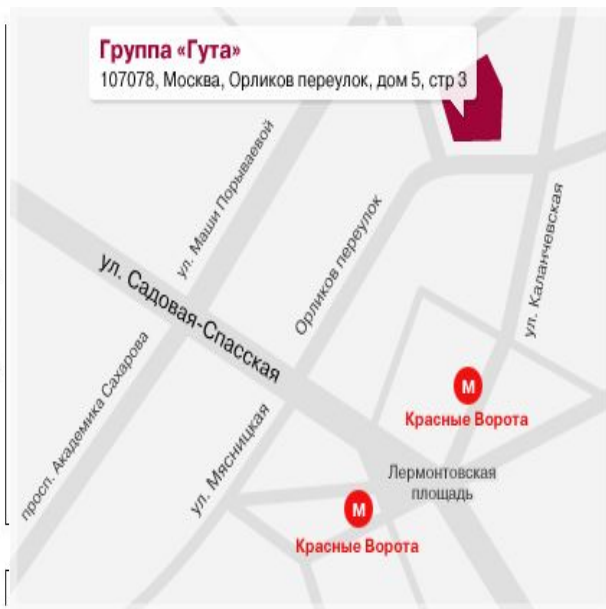 Группа «Гута»
107078, Москва, Орликов переулок, дом 5, стр 3
ул. Маши Порываевой
ул. Каланчевская
Орликов переулок
ул. Садовая-Спасская
просп. Академика Сахарова
ул. Мясницкая
М
Красные Ворота
Лермонтовская
площадь
М
Красные Ворота